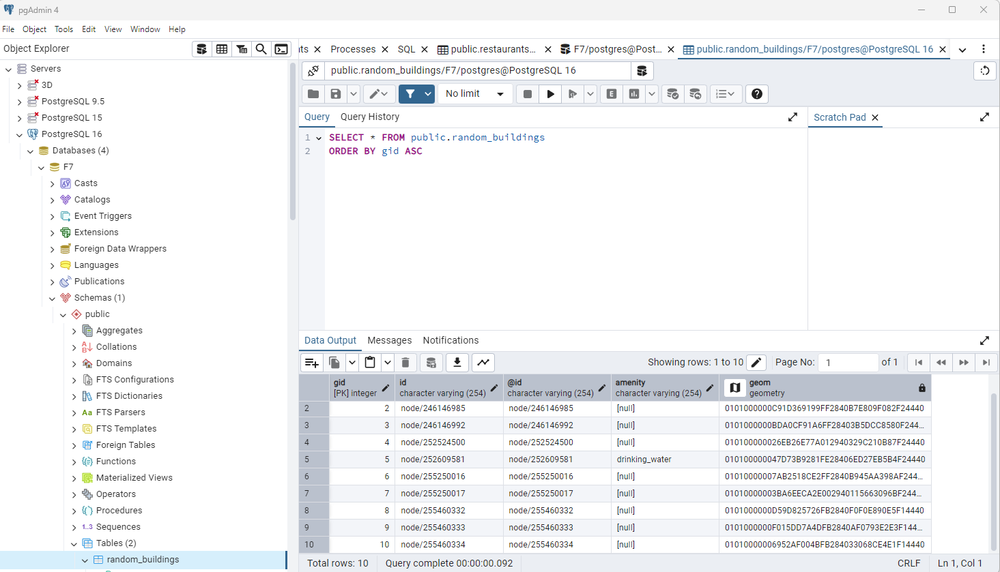 pgAdmin 4
File Object Tools Edit View Window Help
Object Explorer
Servers
3D
PostgreSQL 9.5
PostgreSQL 15
PostgreSQL 16
Databases (4)
F7
Casts
Catalogs
Event Triggers
Extensions
Foreign Data Wrappers
Languages
Publications
Schemas (1)
public
Aggregates
Collations
Domains
FTS Configurations
FTS Dictionaries
FTS Parsers
FTS Templates
Foreign Tables
Functions
Materialized Views
Operators
Procedures
1..3 Sequences
Tables (2)
random_buildings
ts Processes SQL public.restaurants... F7/postgres@Post... public.random_buildings/F7/postgres@PostgreSQL 16
public.random_buildings/F7/postgres@PostgreSQL 16
No limit
Query Query History
Scratch Pad
1 SELECT * FROM public.random_buildings
2 ORDER BY gid ASC
Data Output Messages Notifications
Showing rows: 1 to 10 Page No: 1 of 1
gid id @id amenity geom
[PK] integer character varying (254) character varying (254) character varying (254) geometry
2 2 node/246146985 node/246146985 [null] 0101000000C91D369199FF2840B7E809F082F24440
3 3 node/246146992 node/246146992 [null] 0101000000BDA0CF91A6FF28403B5DCC8580F244...
4 4 node/252524500 node/252524500 [null] 010100000026EB26E77A012940329C210B87F24440
5 5 node/252609581 node/252609581 drinking_water 010100000047D73B9281FE28406ED27EB5B4F24440
6 6 node/255250016 node/255250016 [null] 010100000007AB2518CE2FF2840B945AA398AF244...
7 7 node/255250017 node/255250017 [null] 01010000003BA6EECA2E002940115663096BF244...
8 8 node/255460332 node/255460332 [null] 0101000000D59D825726FB2840F0F0E890E5F14440
9 9 node/255460333 node/255460333 [null] 0101000000F015DD7A4DFB2840AF0793E2E3F144...
10 10 node/255460334 node/255460334 [null] 01010000006952AF004BFB284033068CE4E1F14440
Total rows: 10 Query complete 00:00:00.092 CRLF Ln 1, Col 1